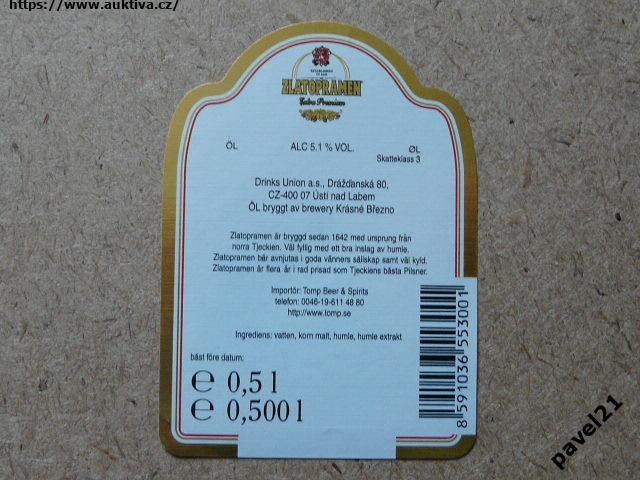 https://www.auktiva.cz/
ZLATOPRAMEN
Extra Premium
ÖL ALC 5.1 % VOL. ØL
Skatteklass 3
Drinks Union a.s., Drážďanská 80,
CZ-400 07 Ústí nad Labem
ÖL bryggt av brewery Krásné Březno
Zlatopramen är bryggd sedan 1642 med ursprung från
norra Tjeckien. Väl fyllig med ett bra inslag av humle.
Zlatopramen bër avnjutas i goda vänners sällskap samt väl kyld.
Zlatopramen är flera år i rad prisad som Tjeckiens bästa Pilsner.
Importör: Tomp Beer & Spirits
telefon: 0046-19-611 48 80
http://www.tomp.se
Ingrediens: vatten, korn malt, humle, humle extrakt
bäst före datum:
e 0,5 l
e 0,500 l
8 591036 553001
pavel21